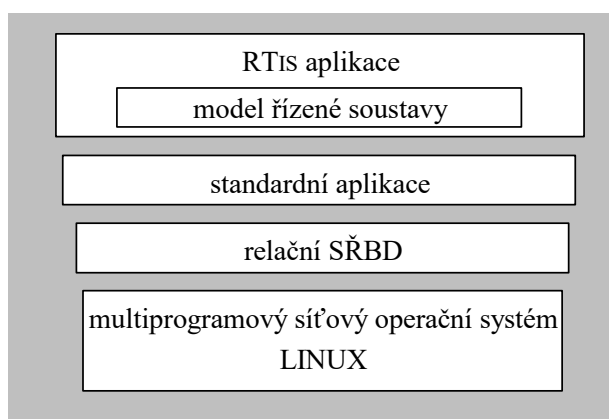 RTIS aplikace
model řízené soustavy
standardní aplikace
relační SŘBD
multiprogramový síťový operační systém
LINUX